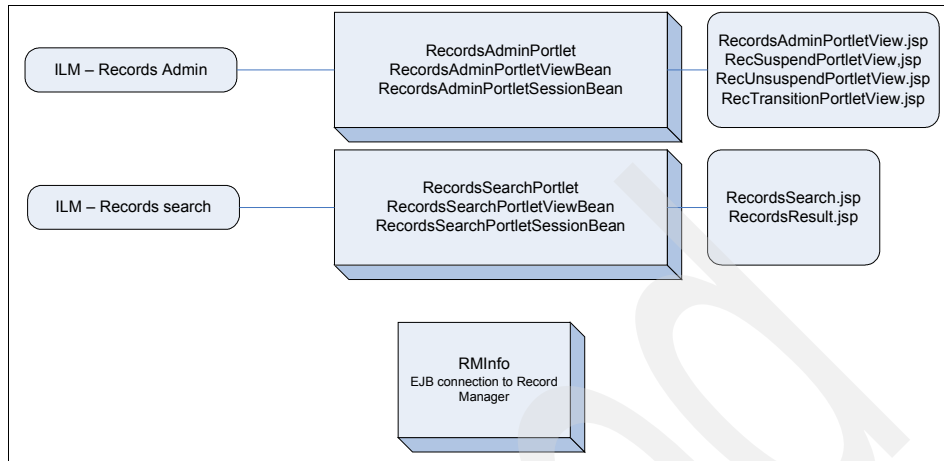 ILM – Records Admin
RecordsAdminPortlet
RecordsAdminPortletViewBean
RecordsAdminPortletSessionBean
RecordsAdminPortletView.jsp
RecSuspendPortletView,jsp
RecUnsuspendPortletView.jsp
RecTransitionPortletView.jsp
ILM – Records search
RecordsSearchPortlet
RecordsSearchPortletViewBean
RecordsSearchPortletSessionBean
RecordsSearch.jsp
RecordsResult.jsp
RMInfo
EJB connection to Record
Manager